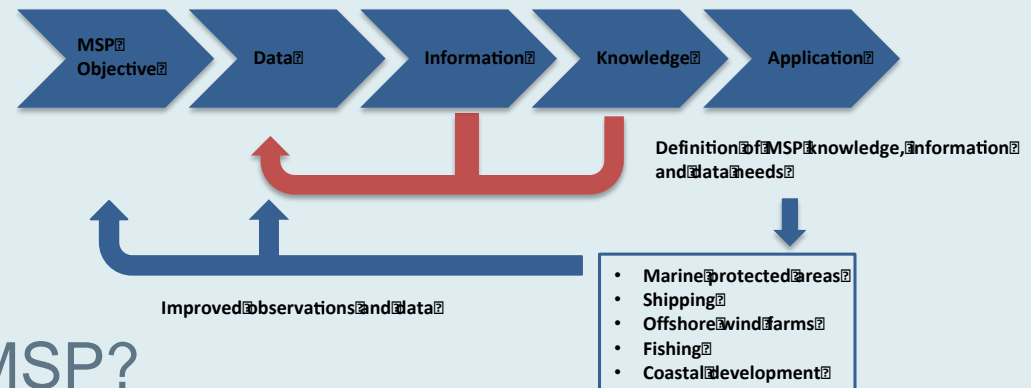 MSP
Objective
Data
Information
Knowledge
Application
Definition of MSP knowledge, information
and data needs
Improved observations and data
• Marine protected areas
• Shipping
• Offshore wind farms
• Fishing
• Coastal development
MSP?